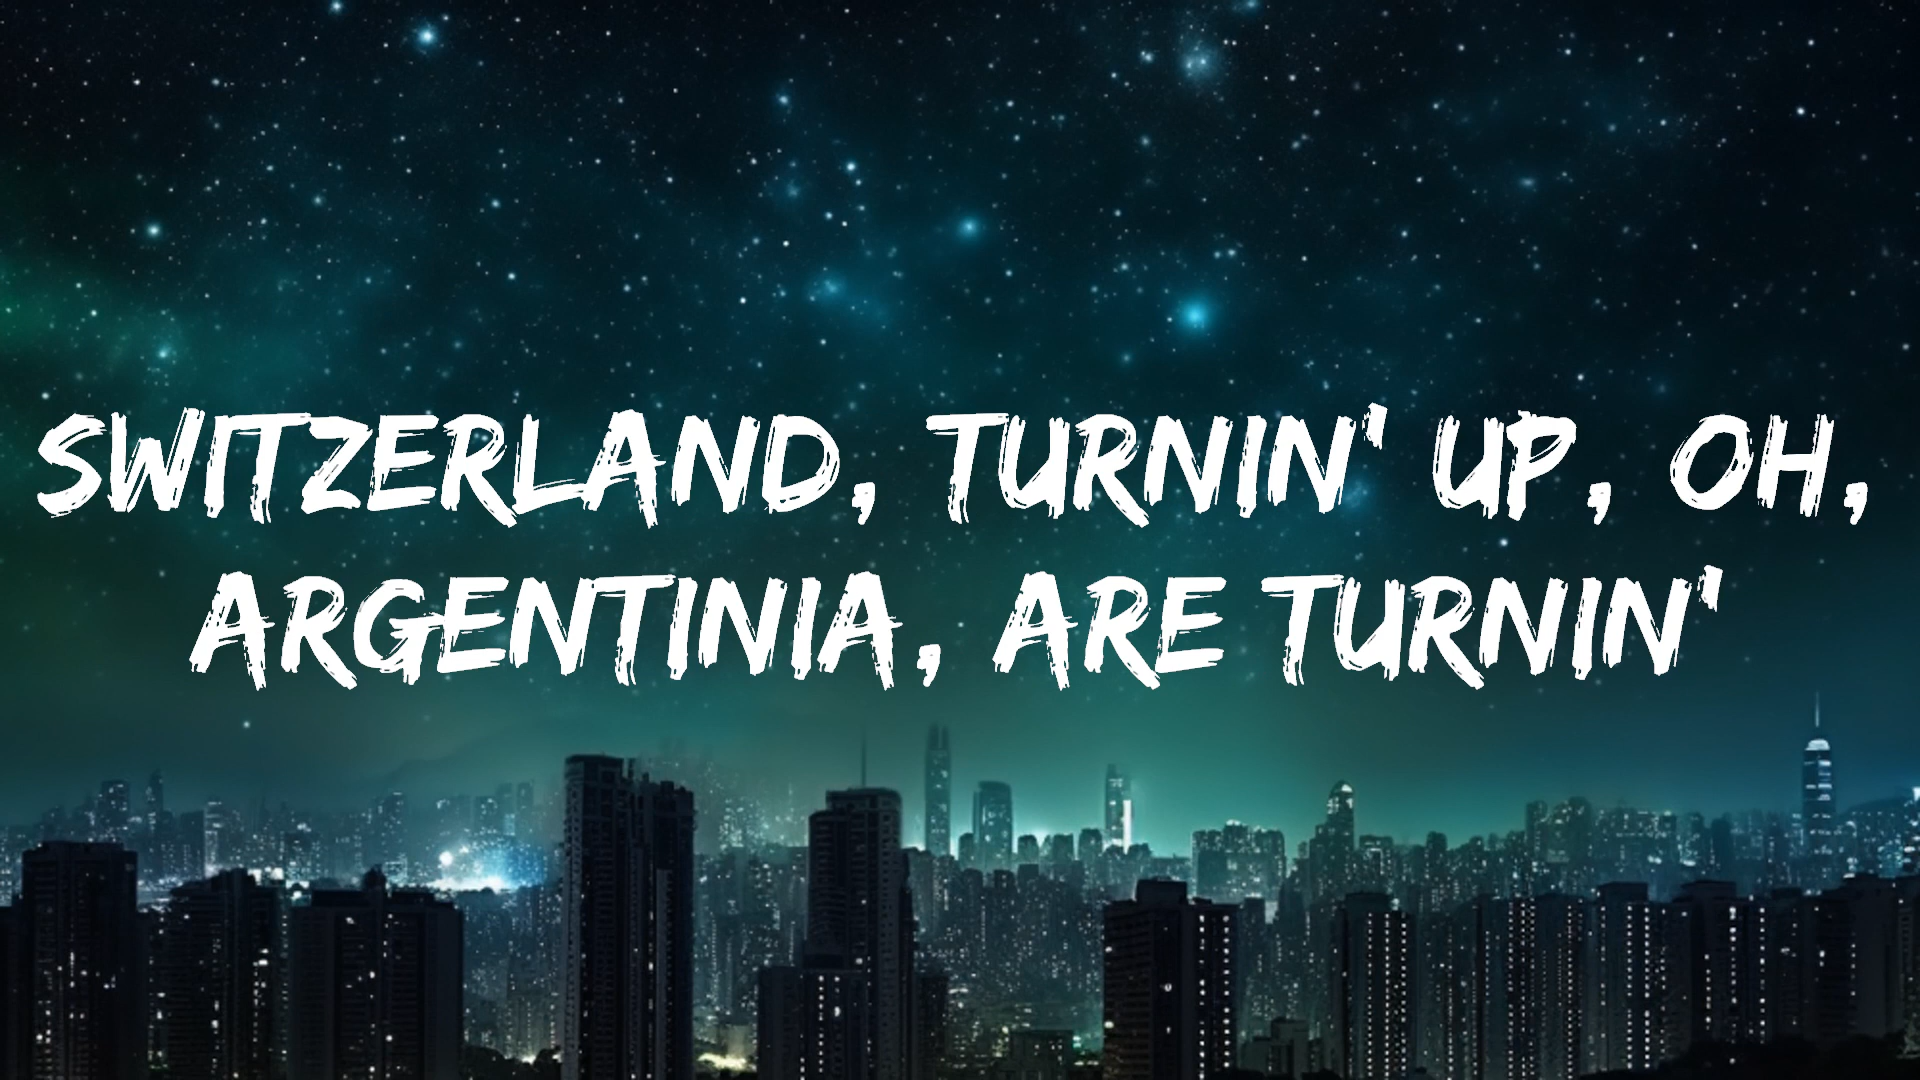 SWITZERLAND, TURNIN' UP, OH,
ARGENTINIA, ARE TURNIN'